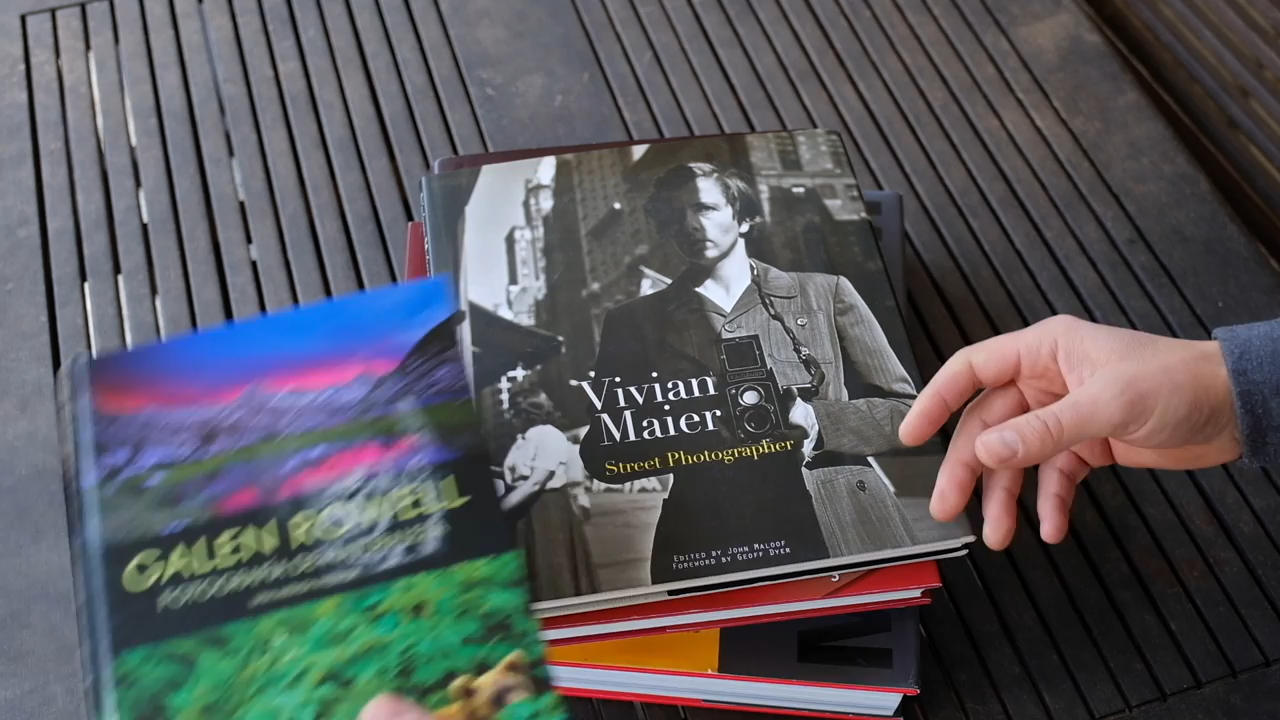 Vivian
Maier
Street Photographer
EDITED BY JOHN MALOOF
FOREWORD BY GEOFF DYER
GALEN ROWELL